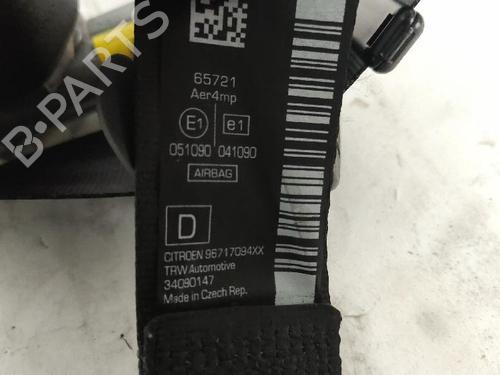 65721
Aer4mp
E1 e1
051090 041090
AIRBAG
D
CITROEN 96717094XX
TRW Automotive
34090147
Made in Czech Rep.
B-PARTS